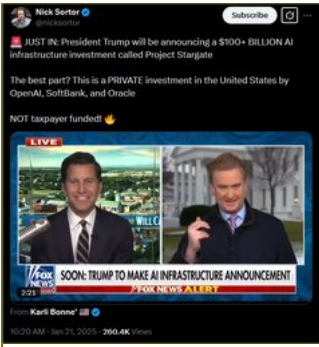 Nick Sortor
@nicksortor
Subscribe
JUST IN: President Trump will be announcing a $100+ BILLION AI
infrastructure investment called Project Stargate
The best part? This is a PRIVATE investment in the United States by
OpenAI, SoftBank, and Oracle
NOT taxpayer funded!
LIVE
WILL C
SOON: TRUMP TO MAKE AI INFRASTRUCTURE ANNOUNCEMENT
FOX NEWS
2:21
FOX NEWS ALERT
From Karli Bonne'
10:20 AM · Jan 21, 2025 · 260.4K Views